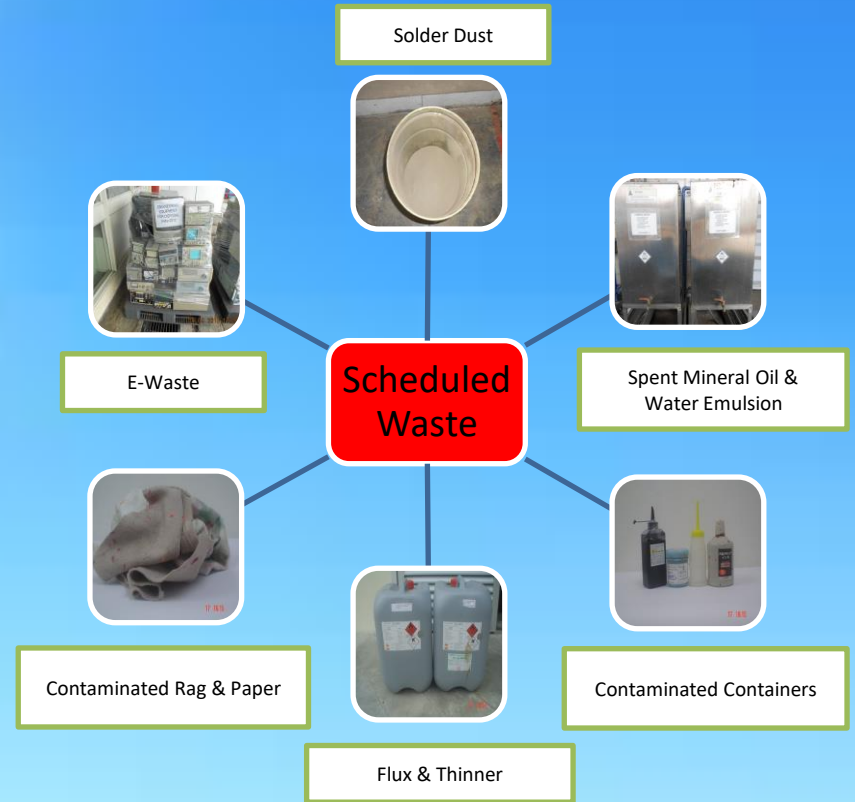 Solder Dust
E-Waste
Scheduled
Waste
Spent Mineral Oil &
Water Emulsion
Contaminated Rag & Paper
Contaminated Containers
Flux & Thinner